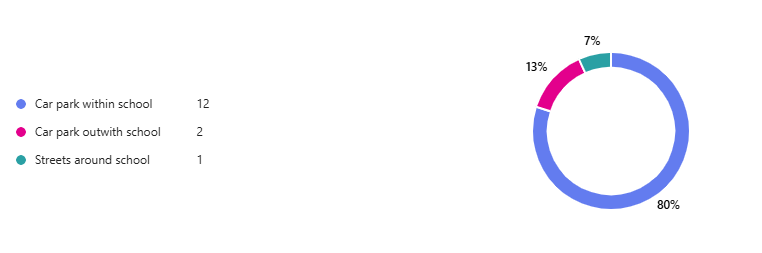 Car park within school 12
Car park outwith school 2
Streets around school 1
7%
13%
80%